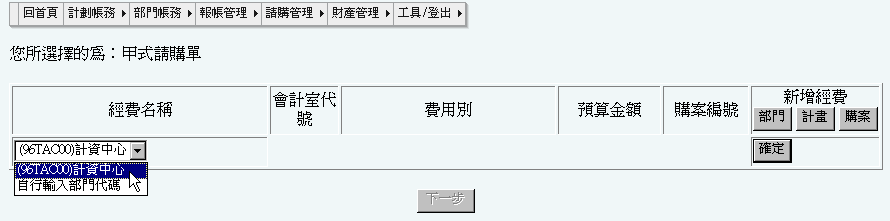 回首頁 計劃帳務 部門帳務 報帳管理 請購管理 財產管理 工具/登出
您所選擇的為：甲式請購單
經費名稱 會計室代號 費用別 預算金額 購案編號 新增經費
部門 計畫 購案
(96TAC00)計資中心 確定
(96TAC00)計資中心
自行輸入部門代碼
下一步